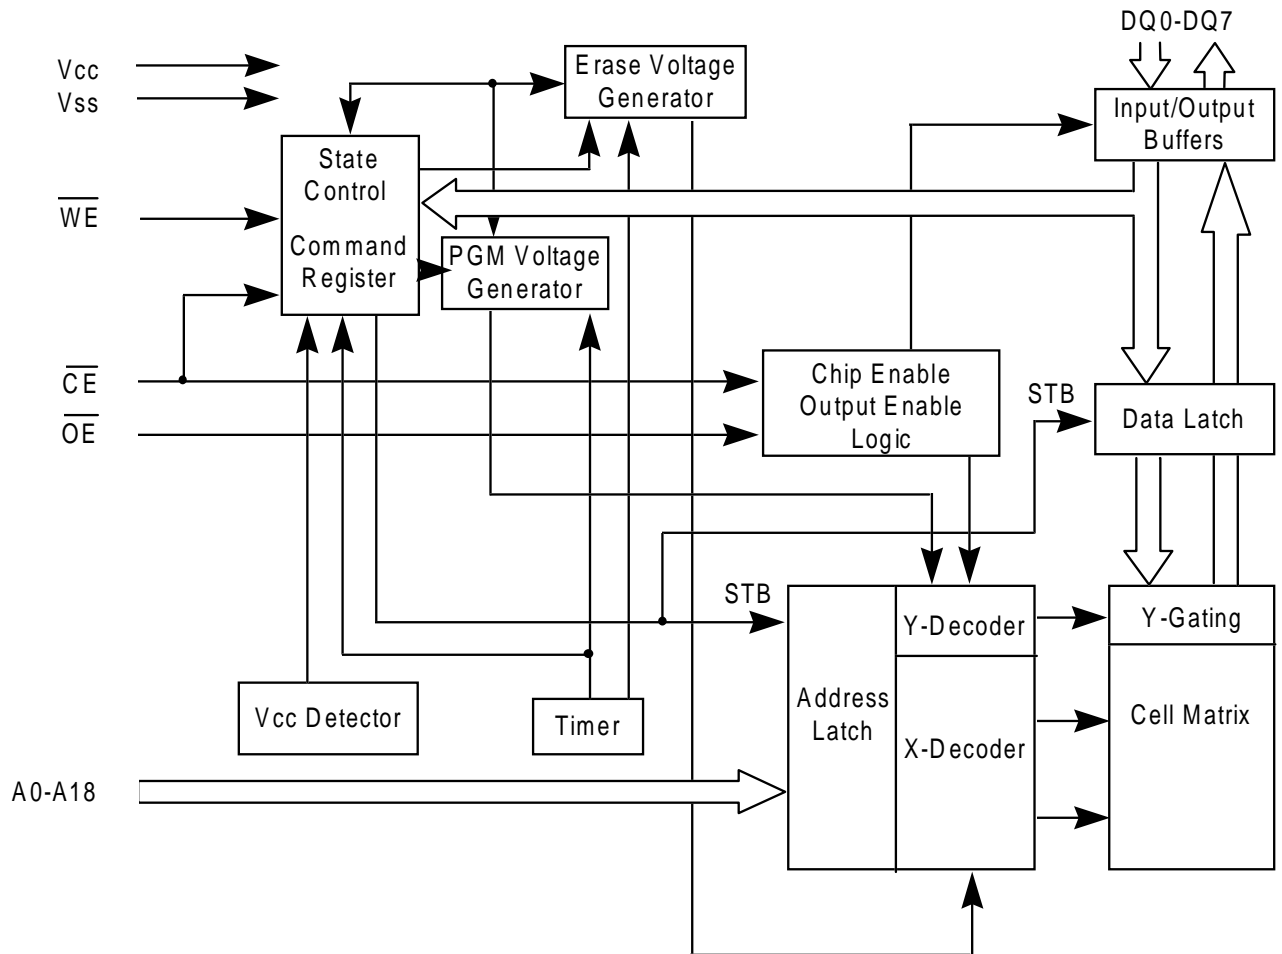 DQ0-DQ7
Vcc
Vss
Erase Voltage
Generator
Input/Output
Buffers
State
Control
Command
Register
WE
PGM Voltage
Generator
CE
OE
Chip Enable
Output Enable
Logic
STB
Data Latch
STB
Y-Decoder
Y-Gating
Address
Latch
X-Decoder
Cell Matrix
Vcc Detector
Timer
A0-A18